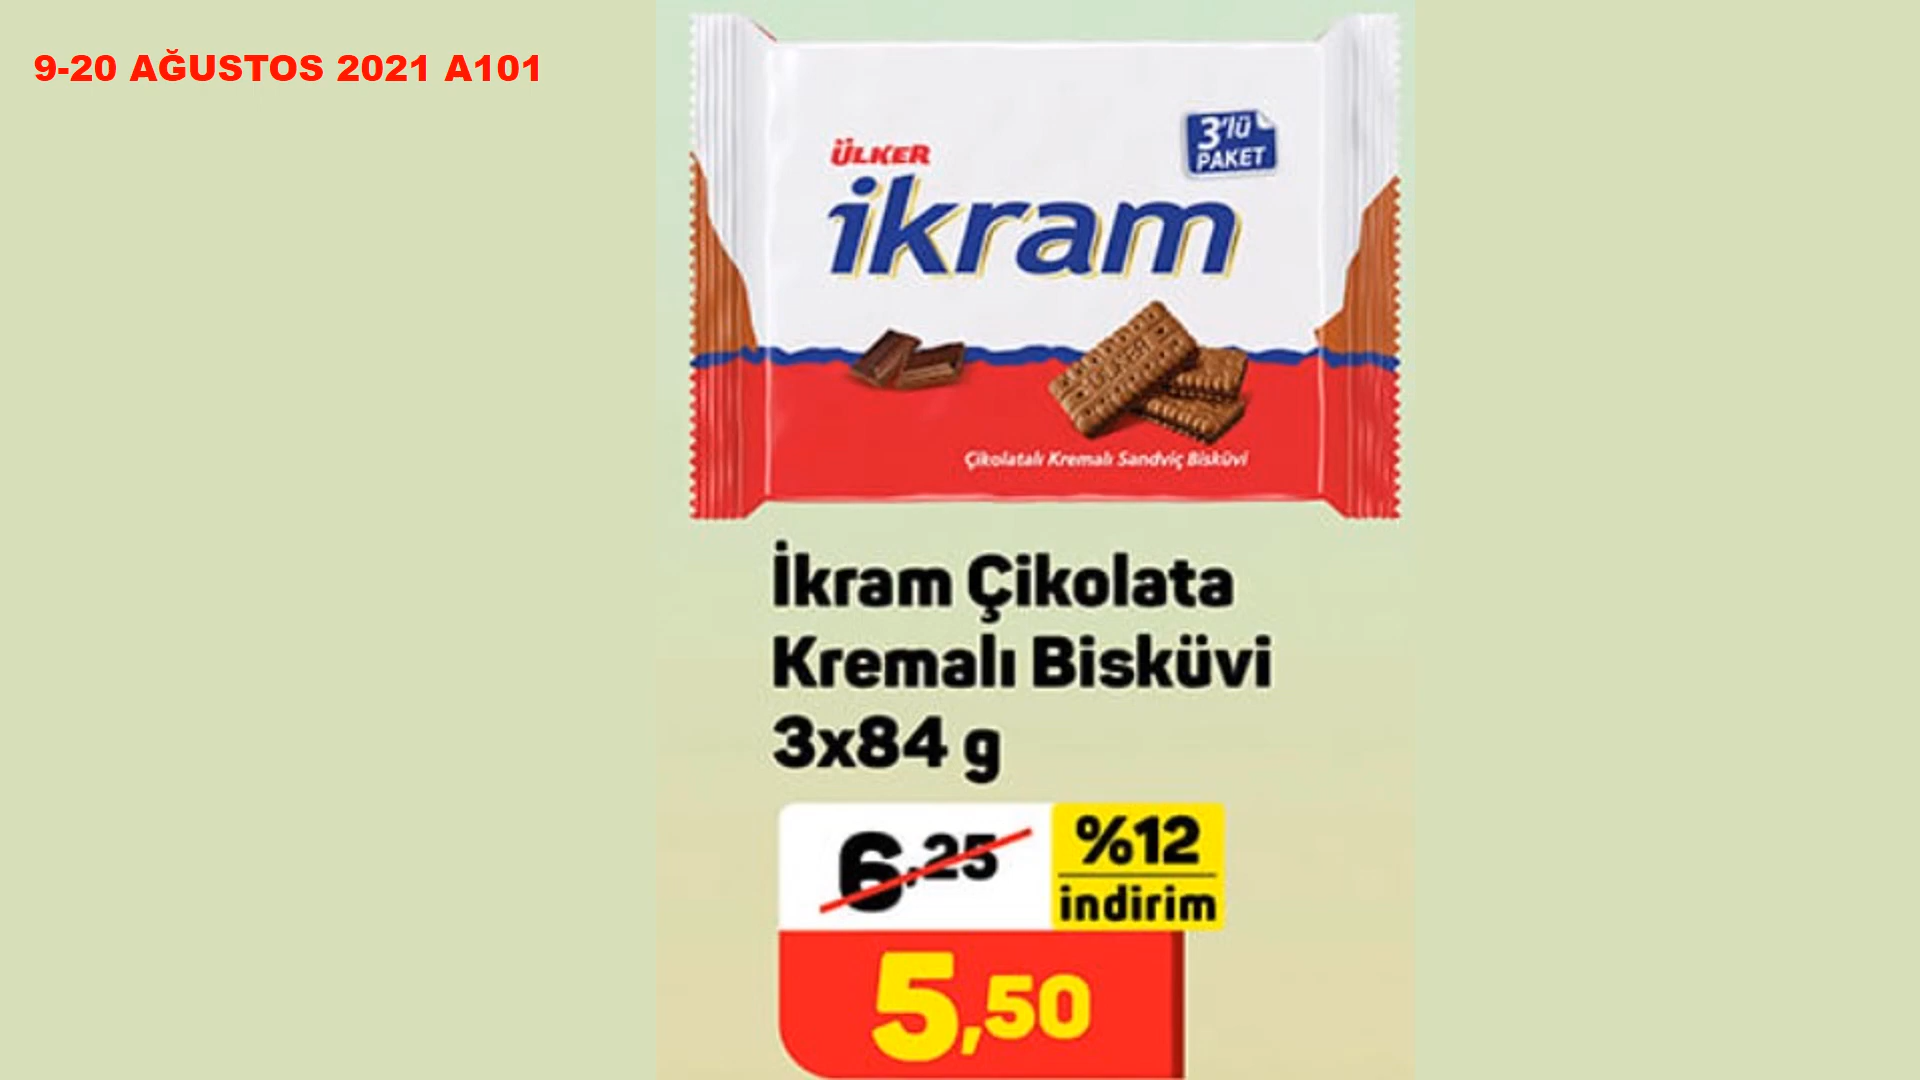 9-20 AĞUSTOS 2021 A101
3'lü
PAKET
ÜLKER
ikram
Çikolatalı Kremalı Sandviç Bisküvi
İkram Çikolata
Kremalı Bisküvi
3x84 g
6,25
%12
indirim
5,50